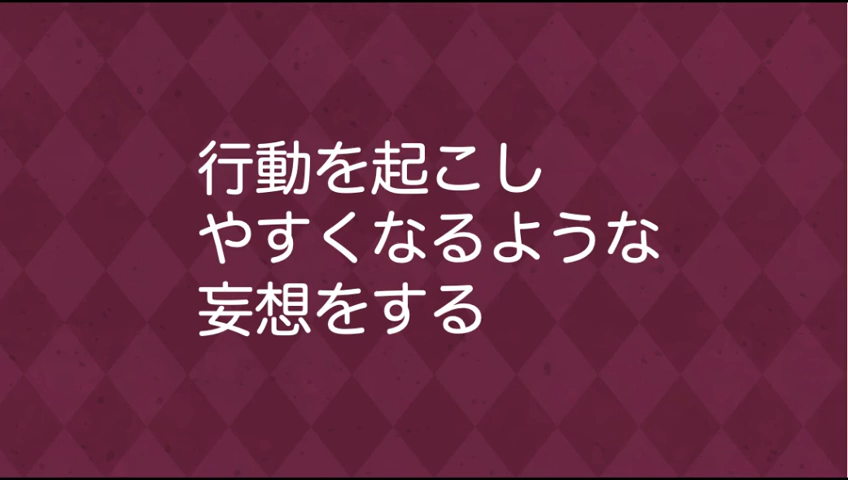 行動を起こし
やすくなるような
妄想をする